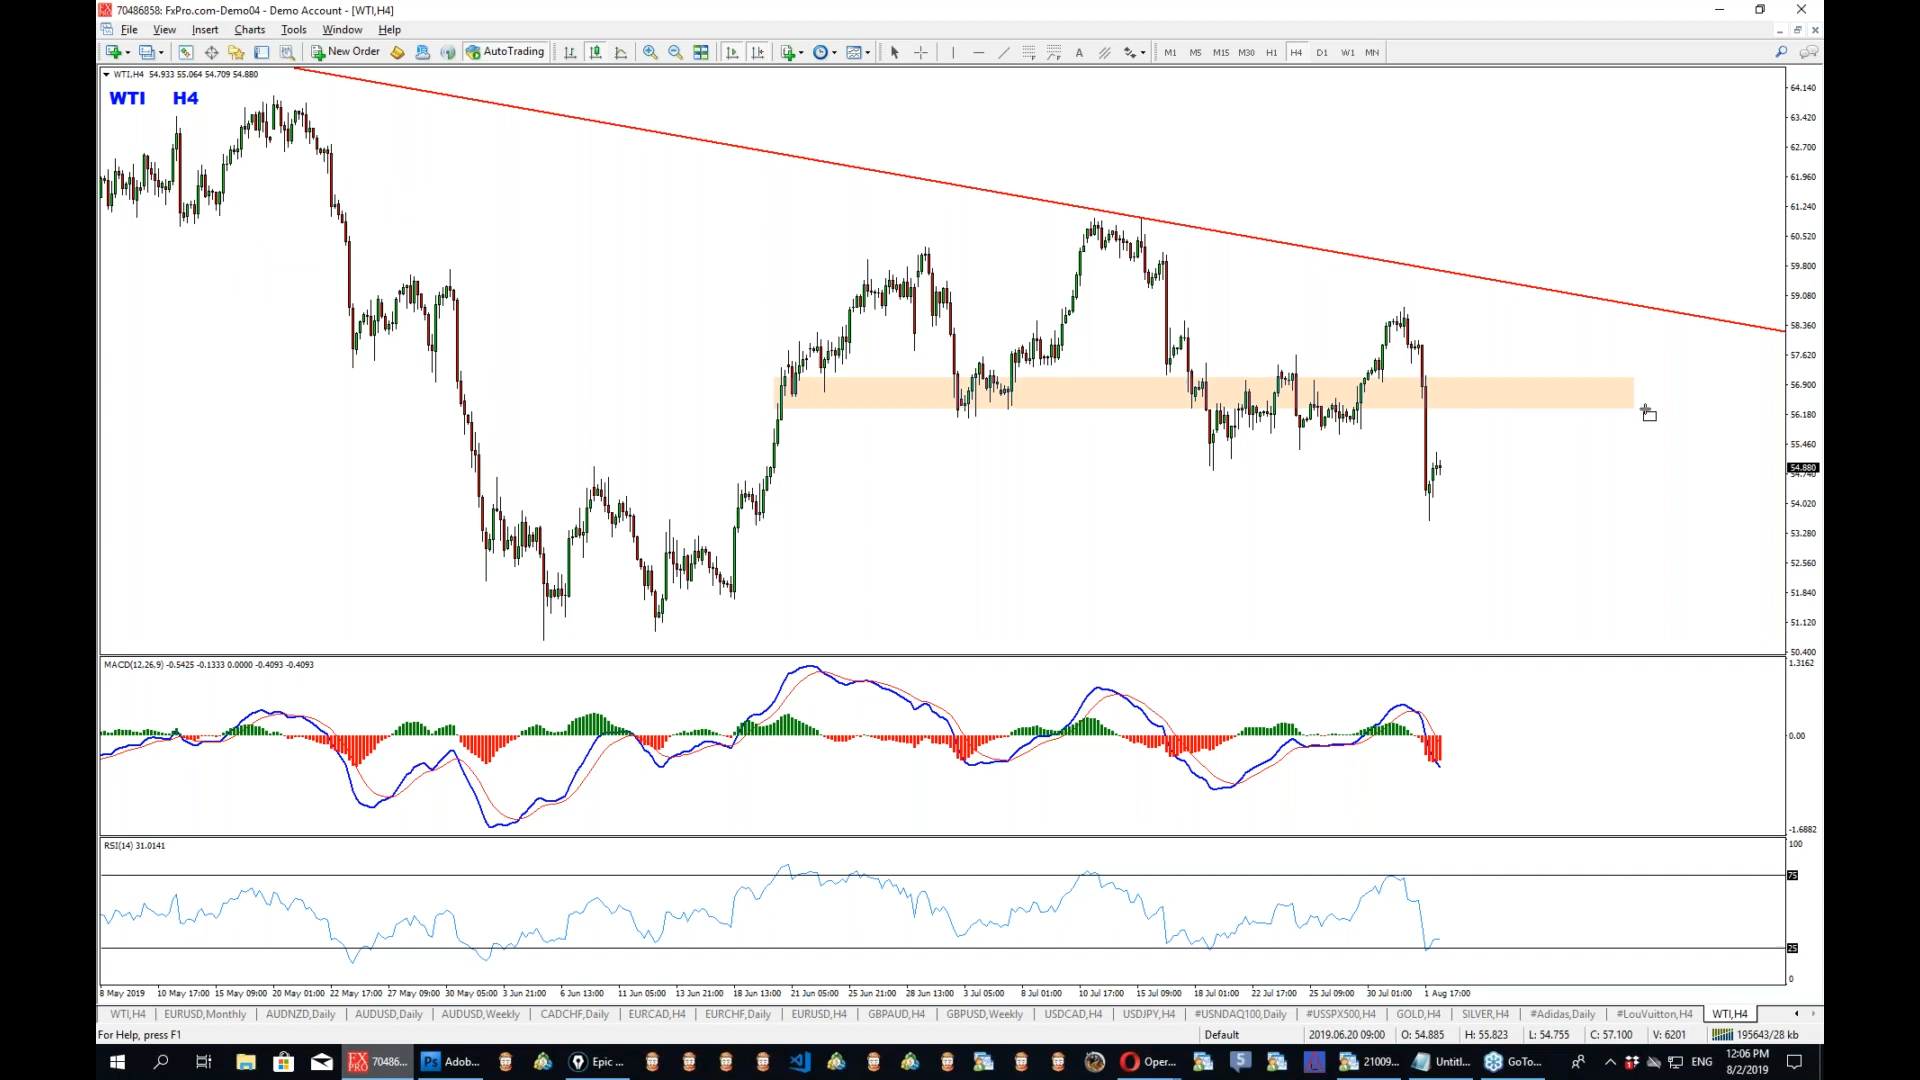 70486858: FxPro.com-Demo04 - Demo Account - [WTI,H4]
File View Insert Charts Tools Window Help
New Order AutoTrading A M1 M5 M15 M30 H1 H4 D1 W1 MN
WTI,H4 54.933 55.064 54.709 54.880
WTI H4
64.140
63.420
62.700
61.960
61.240
60.520
59.800
59.080
58.360
57.620
56.900
56.180
55.460
54.880
54.740
54.020
53.280
52.560
51.840
51.120
50.400
MACD(12,26,9) -0.5425 -0.1333 0.0000 -0.4093 -0.4093
1.3162
0.00
-1.6882
RSI(14) 31.0141
100
75
25
0
8 May 2019 10 May 17:00 15 May 09:00 20 May 01:00 22 May 17:00 27 May 09:00 30 May 05:00 3 Jun 21:00 6 Jun 13:00 11 Jun 05:00 13 Jun 21:00 18 Jun 13:00 21 Jun 05:00 25 Jun 21:00 28 Jun 13:00 3 Jul 05:00 8 Jul 01:00 10 Jul 17:00 15 Jul 09:00 18 Jul 01:00 22 Jul 17:00 25 Jul 09:00 30 Jul 01:00 1 Aug 17:00
WTI,H4 EURUSD,Monthly AUDNZD,Daily AUDUSD,Daily AUDUSD,Weekly CADCHF,Daily EURCAD,H4 EURCHF,Daily EURUSD,H4 GBPAUD,H4 GBPUSD,Weekly USDCAD,H4 USDJPY,H4 #USNDAQ100,Daily #USSPX500,H4 GOLD,H4 SILVER,H4 #Adidas,Daily #LouVuitton,H4 WTI,H4
For Help, press F1 Default 2019.06.20 09:00 O: 54.885 H: 55.823 L: 54.755 C: 57.100 V: 6201 195643/28 kb
FX PRO 70486... Ps Adob... Epic ... Oper... 5 21009... Untitl... GoTo... ENG 12:06 PM
8/2/2019